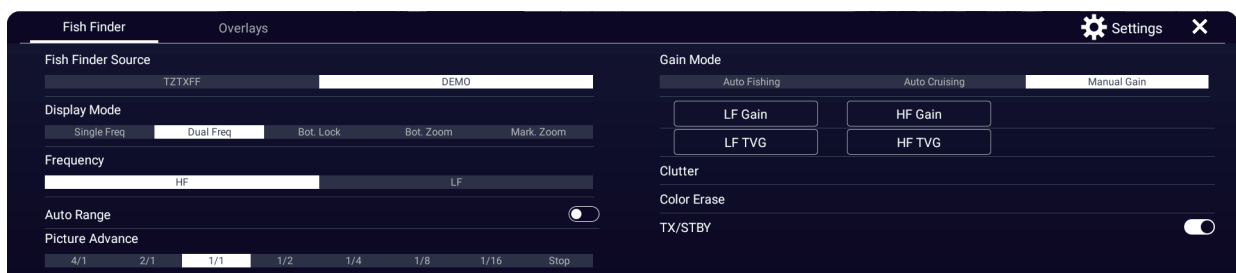 Fish Finder
Overlays
Settings
Fish Finder Source
TZTXFF DEMO
Display Mode
Single Freq Dual Freq Bot. Lock Bot. Zoom Mark. Zoom
Frequency
HF LF
Auto Range
Picture Advance
4/1 2/1 1/1 1/2 1/4 1/8 1/16 Stop
Gain Mode
Auto Fishing Auto Cruising Manual Gain
LF Gain HF Gain
LF TVG HF TVG
Clutter
Color Erase
TX/STBY